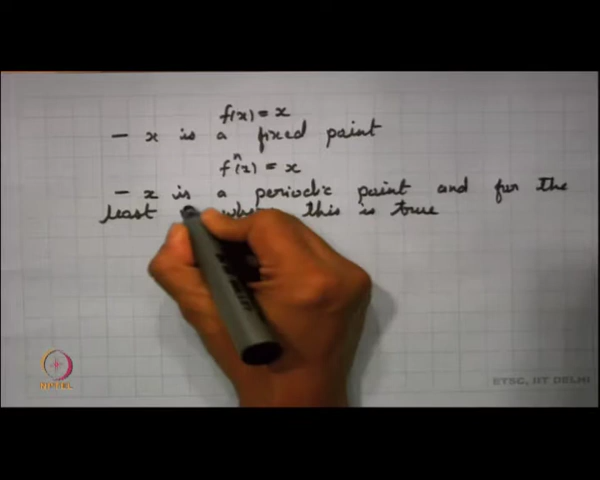 f(x) = x
— x is a fixed point
fⁿ(x) = x
— x is a periodic point and for the
least this is true
ETSC, IIT DELHI